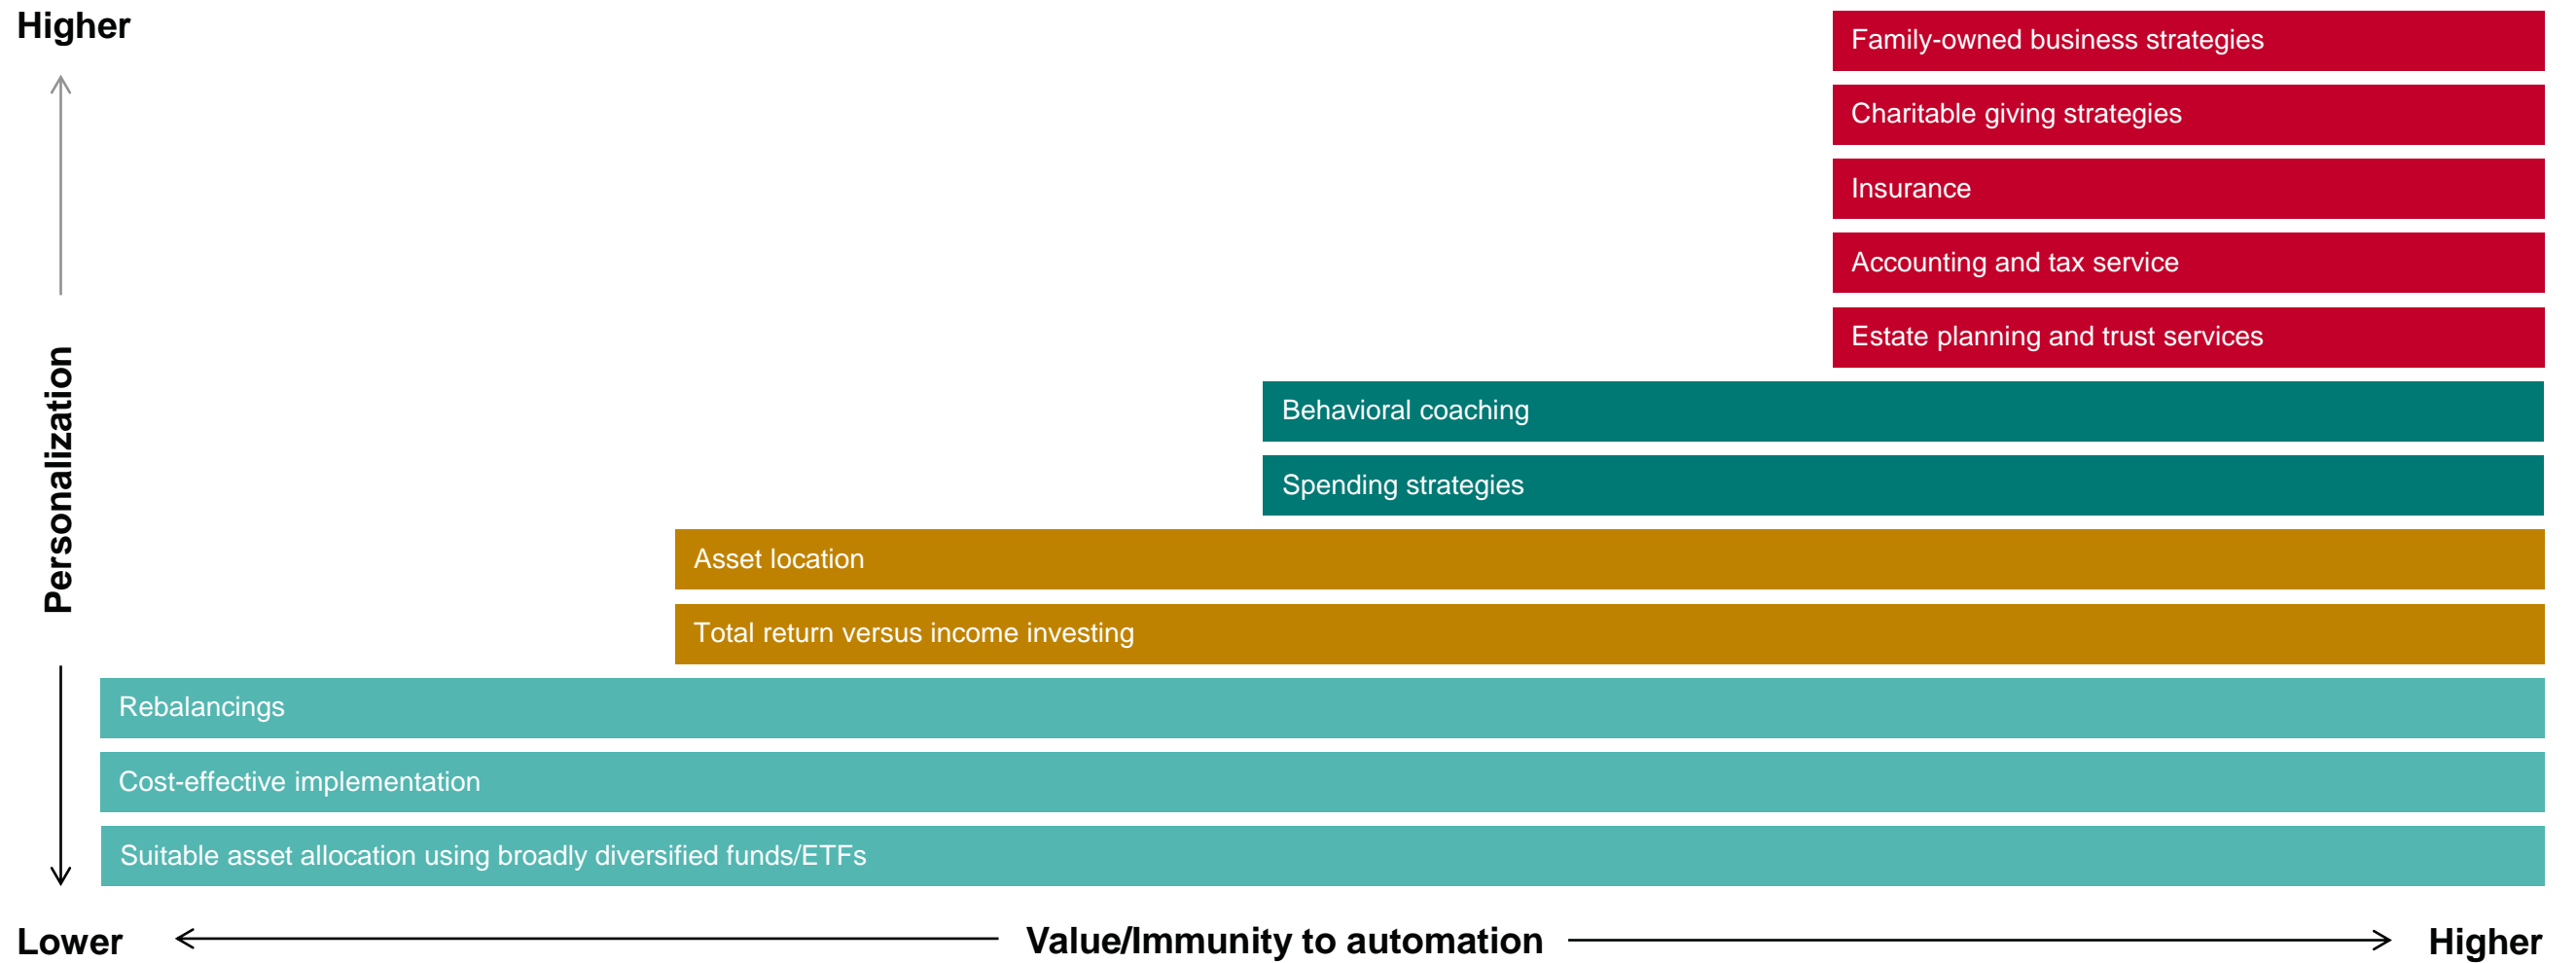 Higher
Family-owned business strategies
Charitable giving strategies
Insurance
Accounting and tax service
Estate planning and trust services
Personalization
Behavioral coaching
Spending strategies
Asset location
Total return versus income investing
Rebalancings
Cost-effective implementation
Suitable asset allocation using broadly diversified funds/ETFs
Lower
Value/Immunity to automation
Higher